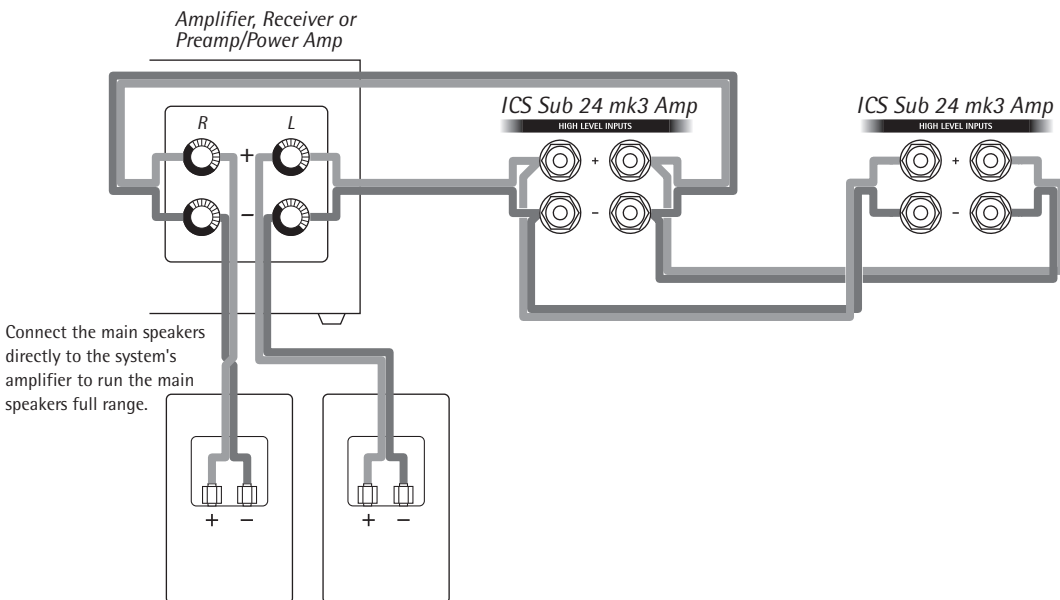 Amplifier, Receiver or
Preamp/Power Amp
R
L
+
−
ICS Sub 24 mk3 Amp
HIGH LEVEL INPUTS
+
-
ICS Sub 24 mk3 Amp
HIGH LEVEL INPUTS
+
-
Connect the main speakers
directly to the system's
amplifier to run the main
speakers full range.
+ −
+ −